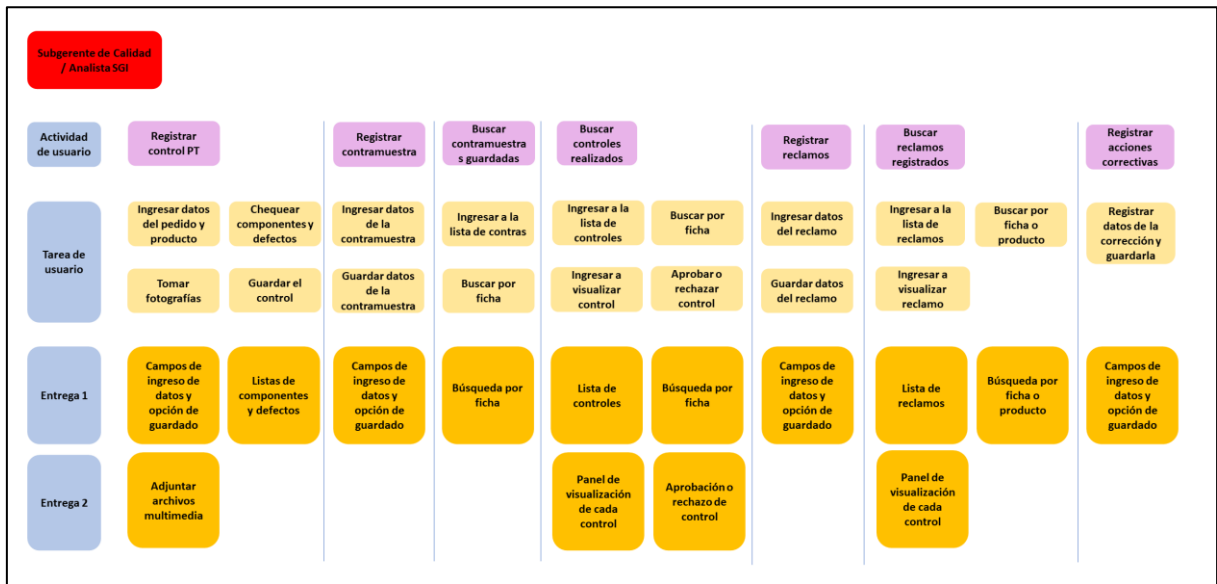 Subgerente de Calidad
/ Analista SGI
Actividad
de usuario
Registrar
control PT
Registrar
contramuestra
Buscar
contramuestra
s guardadas
Buscar
controles
realizados
Registrar
reclamos
Buscar
reclamos
registrados
Registrar
acciones
correctivas
Tarea de
usuario
Ingresar datos
del pedido y
producto
Chequear
componentes y
defectos
Ingresar datos
de la
contramuestra
Ingresar a la
lista de contras
Ingresar a la
lista de
controles
Buscar por
ficha
Ingresar datos
del reclamo
Ingresar a la
lista de
reclamos
Buscar por
ficha o
producto
Registrar
datos de la
corrección y
guardarla
Tomar
fotografías
Guardar el
control
Guardar datos
de la
contramuestra
Buscar por
ficha
Ingresar a
visualizar
control
Aprobar o
rechazar
control
Guardar datos
del reclamo
Ingresar a
visualizar
reclamo
Entrega 1
Campos de
ingreso de
datos y
opción de
guardado
Listas de
componentes
y defectos
Campos de
ingreso de
datos y
opción de
guardado
Búsqueda por
ficha
Lista de
controles
Búsqueda por
ficha
Campos de
ingreso de
datos y
opción de
guardado
Lista de
reclamos
Búsqueda por
ficha o
producto
Campos de
ingreso de
datos y
opción de
guardado
Entrega 2
Adjuntar
archivos
multimedia
Panel de
visualización
de cada
control
Aprobación o
rechazo de
control
Panel de
visualización
de cada
control